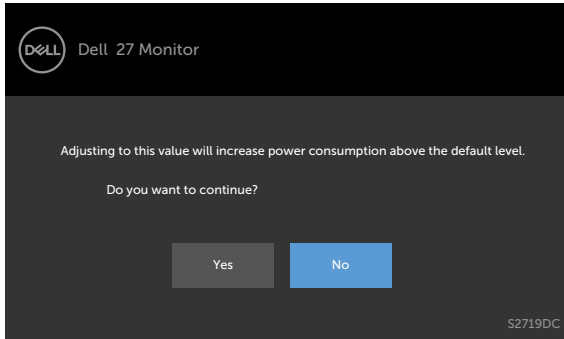 DELL
Dell 27 Monitor
Adjusting to this value will increase power consumption above the default level.
Do you want to continue?
Yes No
S2719DC